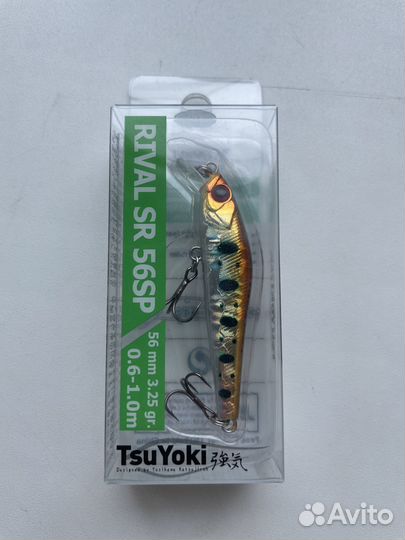 RIVAL SR 56SP
56 mm 3.25 gr.
0.6-1.0m
TsuYoki 強気
Avito